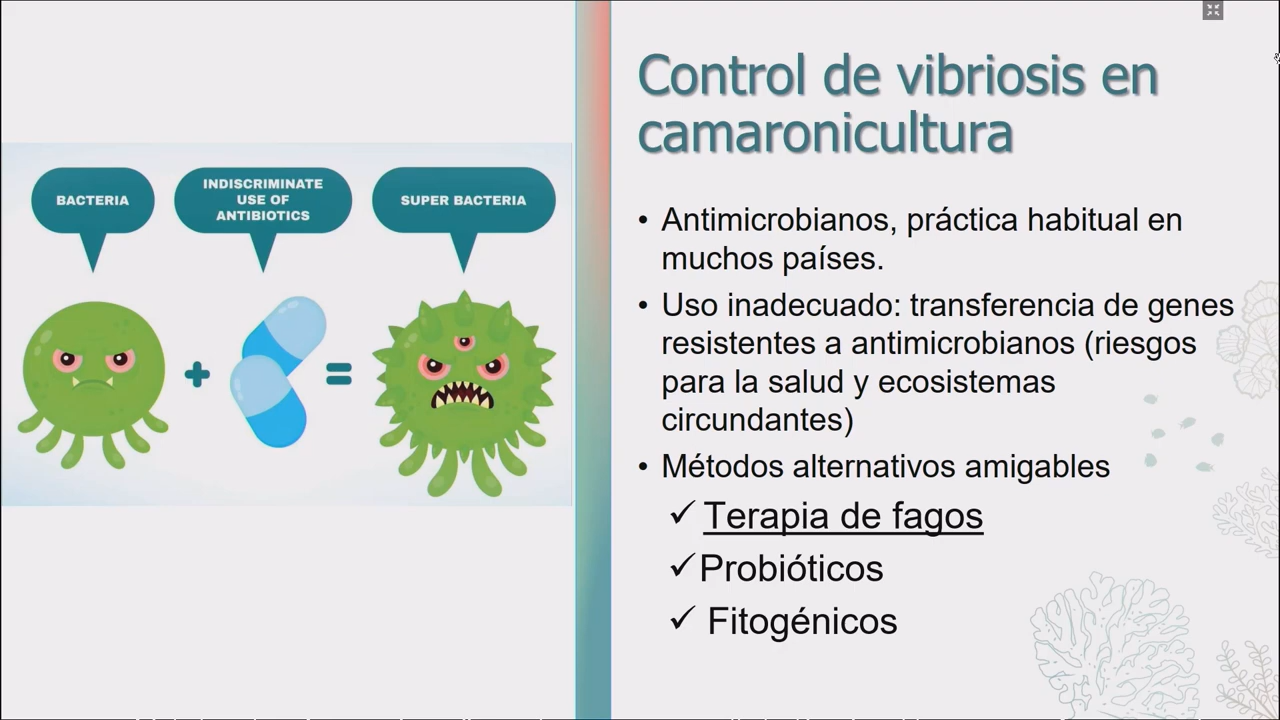 Control de vibriosis en
camaronicultura
BACTERIA
INDISCRIMINATE
USE OF
ANTIBIOTICS
SUPER BACTERIA
• Antimicrobianos, práctica habitual en
muchos países.
• Uso inadecuado: transferencia de genes
resistentes a antimicrobianos (riesgos
para la salud y ecosistemas
circundantes)
• Métodos alternativos amigables
✓ Terapia de fagos
✓ Probióticos
✓ Fitogénicos